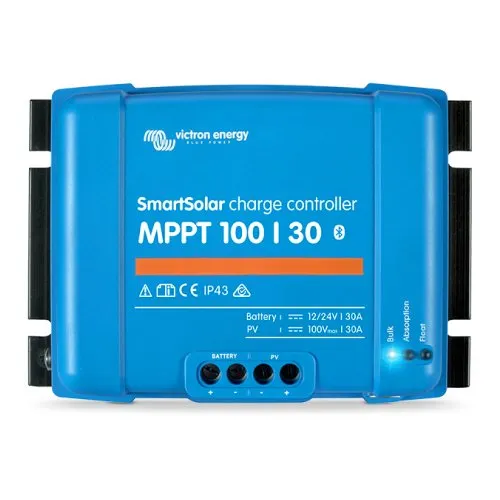 victron energy
BLUE POWER
SmartSolar charge controller
MPPT 100 | 30
CE IP43
Battery 12/24V | 30A
PV 100Vmax | 30A
Bulk
Absorption
Float
BATTERY PV
+ - - +